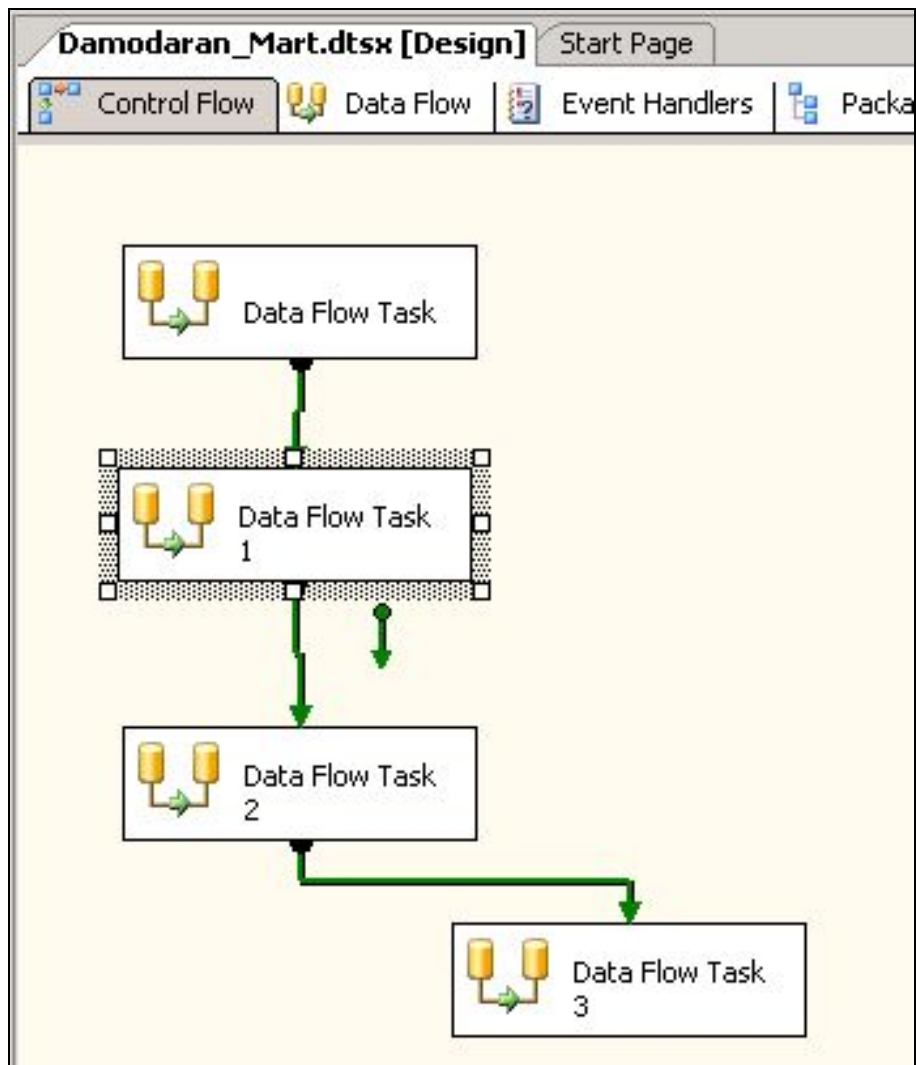 Damodaran_Mart.dtsx [Design] Start Page
Control Flow Data Flow Event Handlers Packa
Data Flow Task
Data Flow Task
1
Data Flow Task
2
Data Flow Task
3